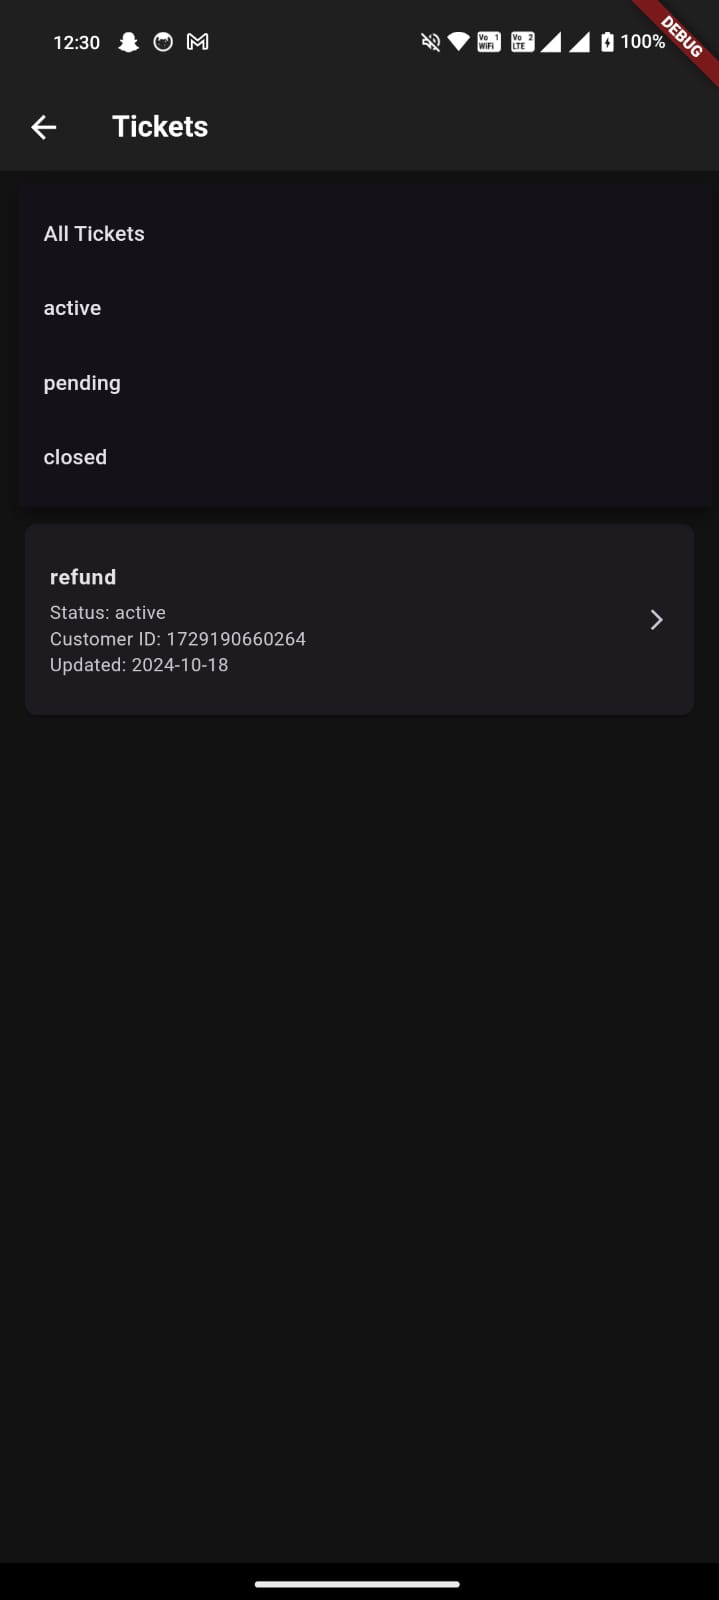 12:30
Vo 1 WiFi
Vo 2 LTE
100%
DEBUG
Tickets
All Tickets
active
pending
closed
refund
Status: active
Customer ID: 1729190660264
Updated: 2024-10-18